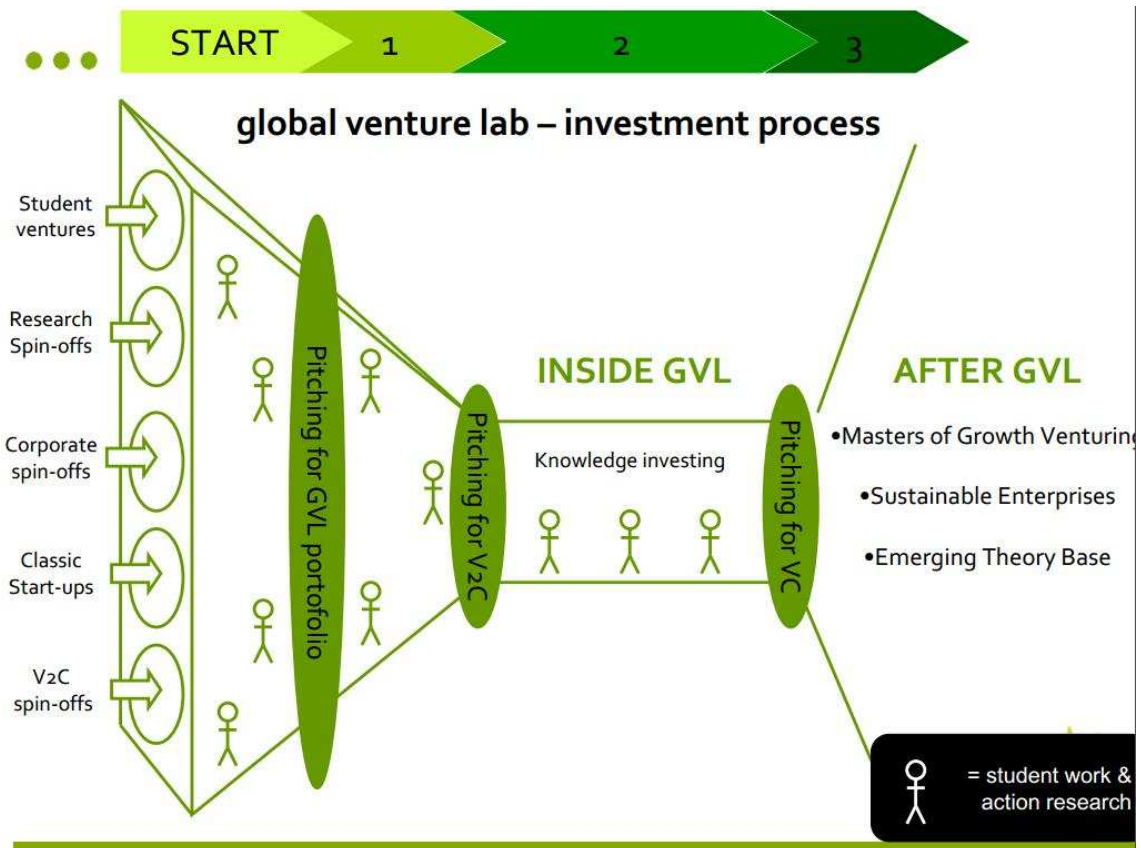 START
1
2
3
global venture lab – investment process
Student
ventures
Research
Spin-offs
Corporate
spin-offs
Classic
Start-ups
V2C
spin-offs
Pitching for GVL portofolio
Pitching for V2C
INSIDE GVL
Knowledge investing
Pitching for VC
AFTER GVL
•Masters of Growth Venturing
•Sustainable Enterprises
•Emerging Theory Base
= student work &
action research